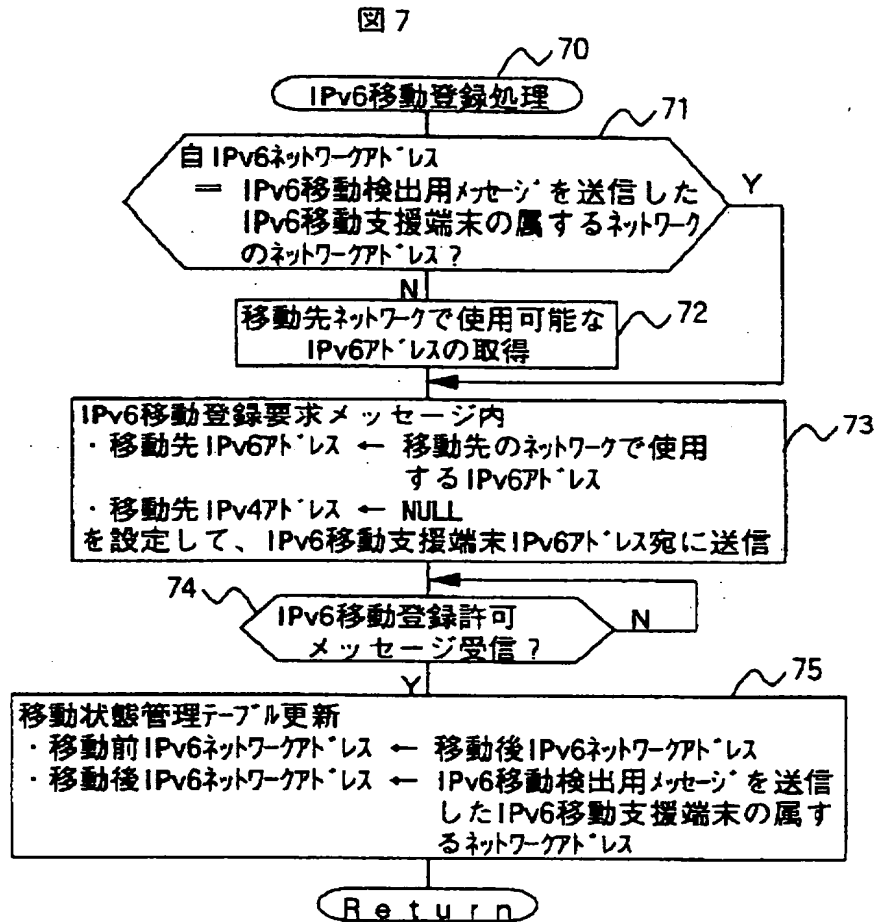 図7
70
IPv6移動登録処理
71
自IPv6ネットワークアドレス
= IPv6移動検出用メッセージを送信した
IPv6移動支援端末の属するネットワーク
のネットワークアドレス?
Y
N
移動先ネットワークで使用可能な
IPv6アドレスの取得
72
IPv6移動登録要求メッセージ内
・移動先IPv6アドレス ← 移動先のネットワークで使用
するIPv6アドレス
・移動先IPv4アドレス ← NULL
を設定して、IPv6移動支援端末IPv6アドレス宛に送信
73
74
IPv6移動登録許可
メッセージ受信?
N
Y
75
移動状態管理テーブル更新
・移動前IPv6ネットワークアドレス ← 移動後IPv6ネットワークアドレス
・移動後IPv6ネットワークアドレス ← IPv6移動検出用メッセージを送信
したIPv6移動支援端末の属す
るネットワークアドレス
Return